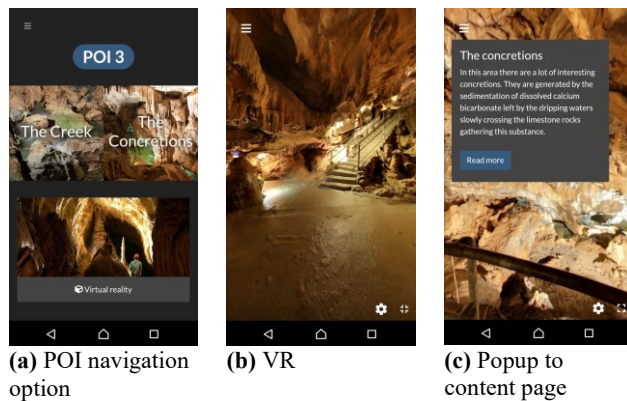 POI 3
The Creek
The
Concretions
Virtual reality
The concretions
In this area there are a lot of interesting
concretions. They are generated by the
sedimentation of dissolved calcium
bicarbonate left by the dripping waters
slowly crossing the limestone rocks
gathering this substance.
Read more
(a) POI navigation
option
(b) VR
(c) Popup to
content page